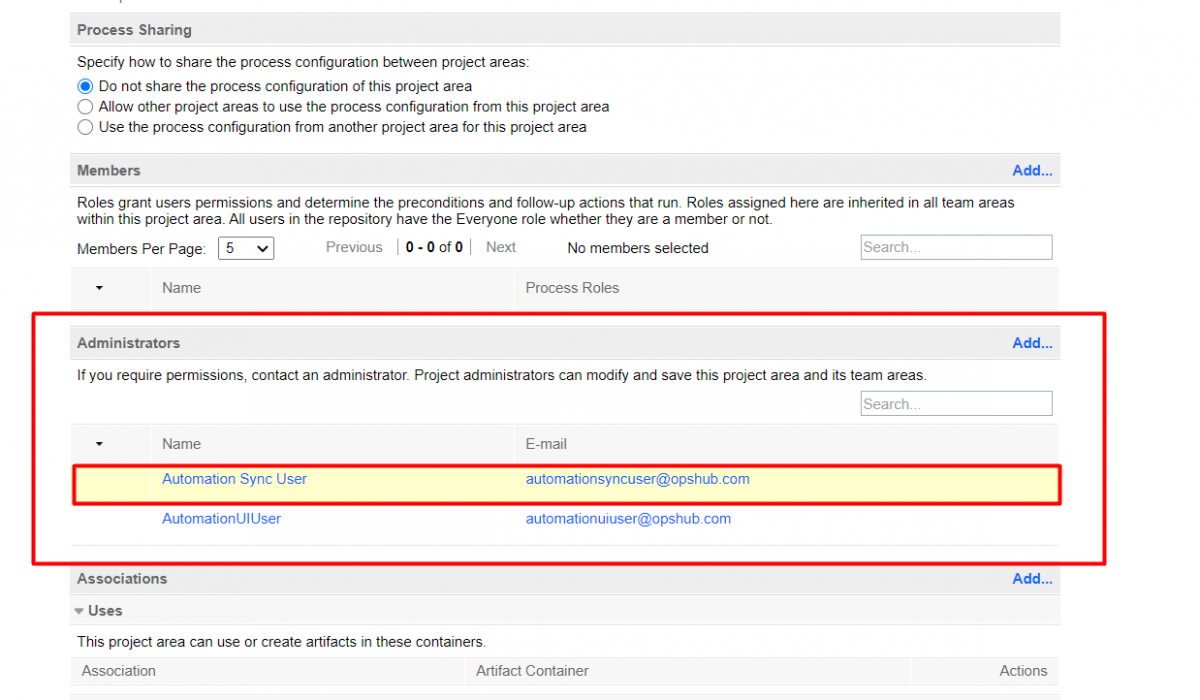 Process Sharing
Specify how to share the process configuration between project areas:
Do not share the process configuration of this project area
Allow other project areas to use the process configuration from this project area
Use the process configuration from another project area for this project area
Members Add...
Roles grant users permissions and determine the preconditions and follow-up actions that run. Roles assigned here are inherited in all team areas
within this project area. All users in the repository have the Everyone role whether they are a member or not.
Members Per Page: 5 Previous 0 - 0 of 0 Next No members selected Search...
Name Process Roles
Administrators Add...
If you require permissions, contact an administrator. Project administrators can modify and save this project area and its team areas.
Search...
Name E-mail
Automation Sync User automationsyncuser@opshub.com
AutomationUIUser automationuiuser@opshub.com
Associations Add...
Uses
This project area can use or create artifacts in these containers.
Association Artifact Container Actions